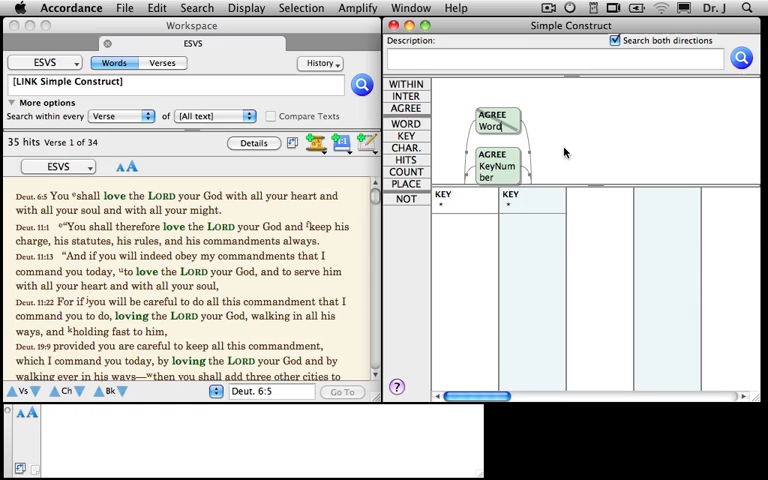 Accordance File Edit Search Display Selection Amplify Window Help Dr. J
Workspace
ESVS
ESVS Words Verses History
[LINK Simple Construct]
More options
Search within every Verse of [All text] Compare Texts
35 hits Verse 1 of 34 Details
ESVS AA
Deut. 6:5 You eshall love the LORD your God with all your heart and
with all your soul and with all your might.
Deut. 11:1 e“You shall therefore love the LORD your God and fkeep his
charge, his statutes, his rules, and his commandments always.
Deut. 11:13 “And if you will indeed obey my commandments that I
command you today, uto love the LORD your God, and to serve him
with all your heart and with all your soul,
Deut. 11:22 For if jyou will be careful to do all this commandment that I
command you to do, loving the LORD your God, walking in all his
ways, and kholding fast to him,
Deut. 19:9 provided you are careful to keep all this commandment,
which I command you today, by loving the LORD your God and by
walking ever in his ways—wthen you shall add three other cities to
Vs Ch Bk Deut. 6:5 Go To
AA
Simple Construct
Description: Search both directions
WITHIN
INTER
AGREE
WORD
KEY
CHAR.
HITS
COUNT
PLACE
NOT
?
AGREE
Word
AGREE
KeyNum
ber
KEY KEY
* *